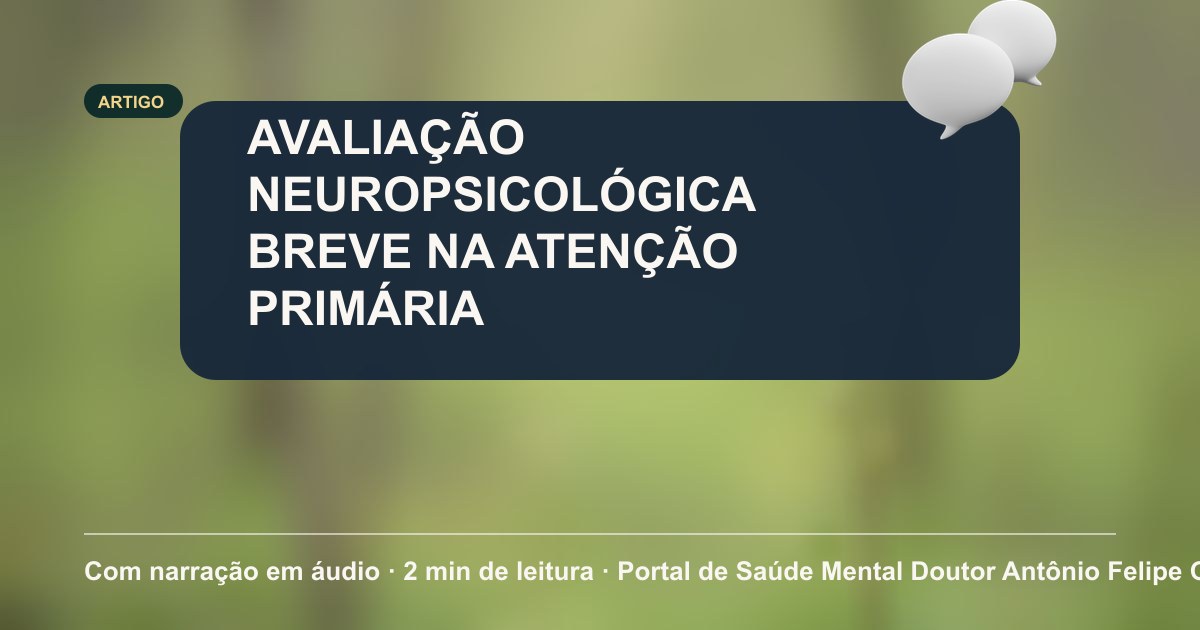 ARTIGO
AVALIAÇÃO
NEUROPSICOLÓGICA
BREVE NA ATENÇÃO
PRIMÁRIA
Com narração em áudio · 2 min de leitura · Portal de Saúde Mental Doutor Antônio Felipe